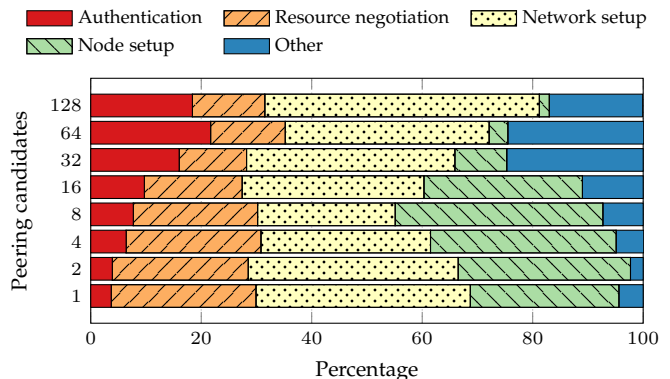 Authentication Resource negotiation Network setup
Node setup Other
Peering candidates
128
64
32
16
8
4
2
1
0 20 40 60 80 100
Percentage